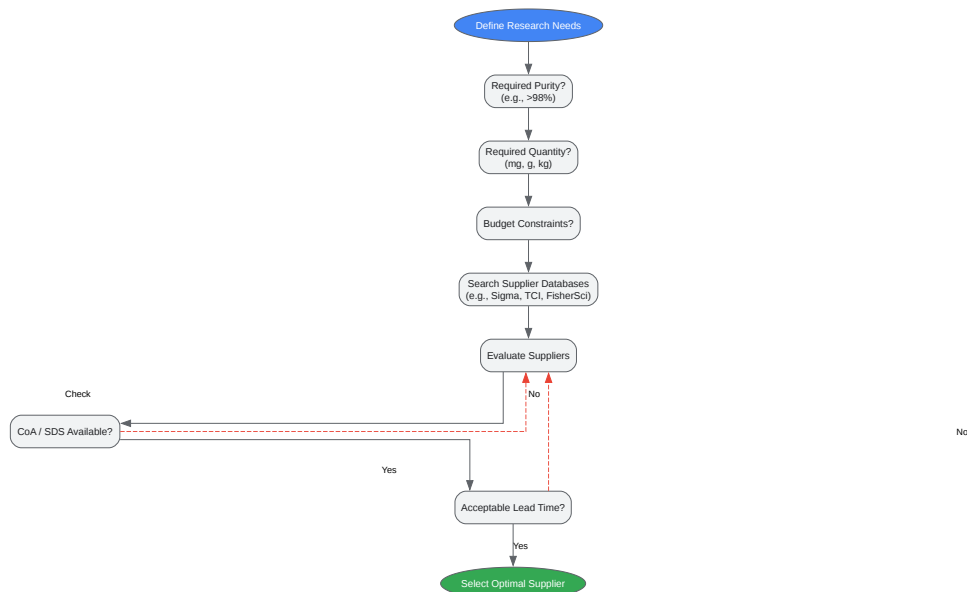 Define Research Needs
Required Purity?
(e.g., >98%)
Required Quantity?
(mg, g, kg)
Budget Constraints?
Search Supplier Databases
(e.g., Sigma, TCI, FisherSci)
Evaluate Suppliers
Check
No
CoA / SDS Available?
No
Yes
Acceptable Lead Time?
Yes
Select Optimal Supplier